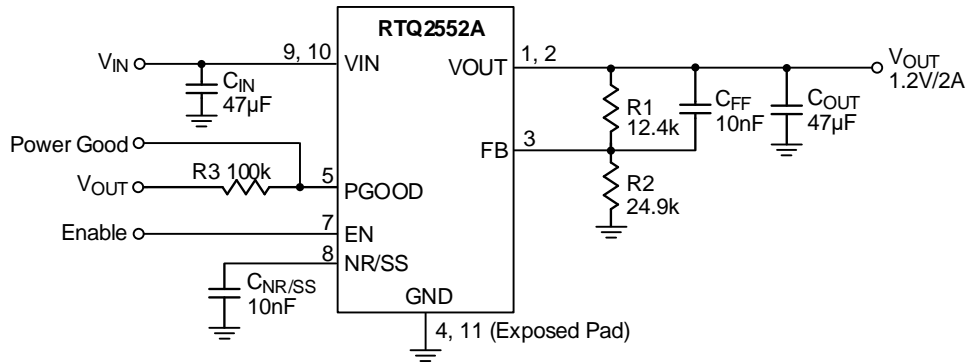 RTQ2552A
VIN
9, 10
VIN
CIN
47µF
VOUT
1, 2
VOUT
1.2V/2A
R1
12.4k
CFF
10nF
COUT
47µF
FB
3
R2
24.9k
Power Good
R3 100k
VOUT
5
PGOOD
Enable
7
EN
8
NR/SS
CNR/SS
10nF
GND
4, 11 (Exposed Pad)